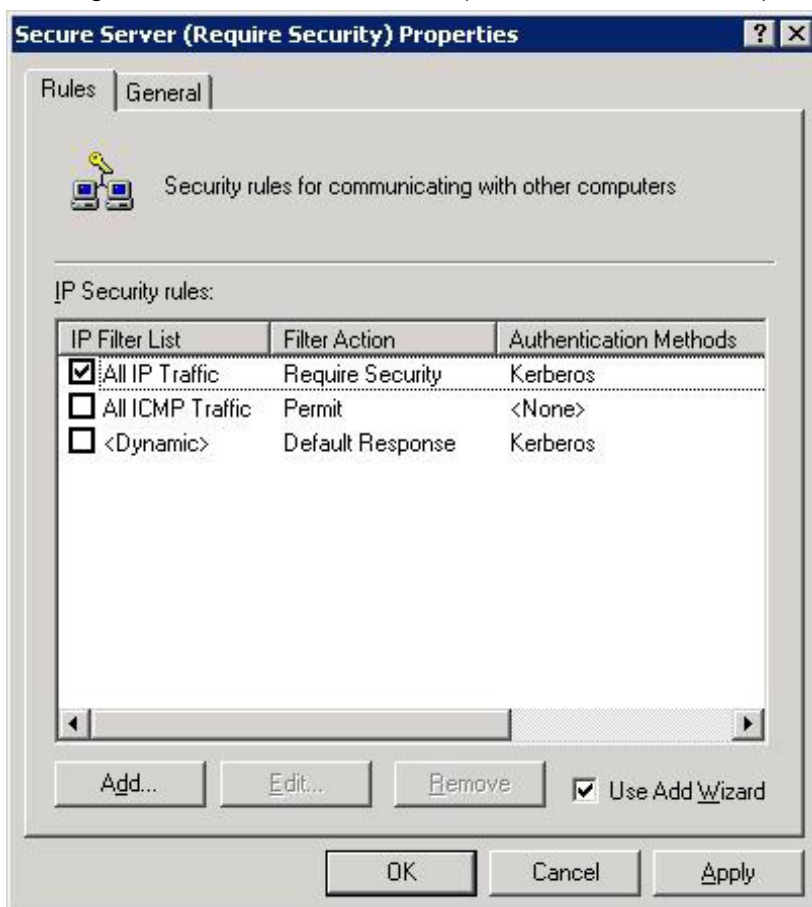 Secure Server (Require Security) Properties
Rules General
Security rules for communicating with other computers
IP Security rules:
IP Filter List Filter Action Authentication Methods
All IP Traffic Require Security Kerberos
All ICMP Traffic Permit <None>
<Dynamic> Default Response Kerberos
Add... Edit... Remove Use Add Wizard
OK Cancel Apply